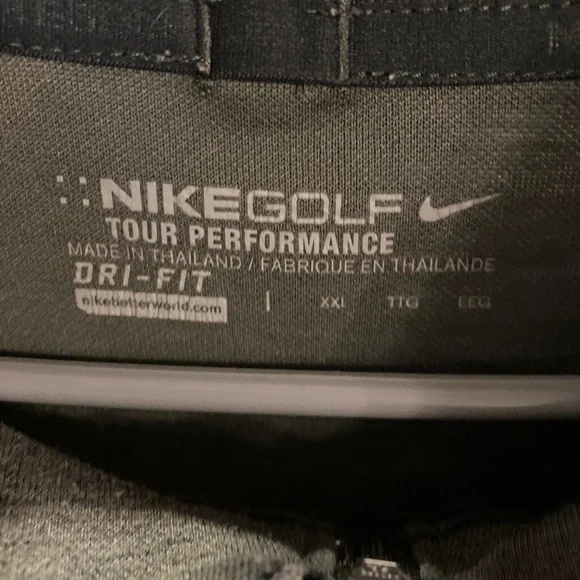 NIKEGOLF
TOUR PERFORMANCE
MADE IN THAILAND / FABRIQUE EN THAILANDE
DRI-FIT
nikebetterworld.com | XXL TTG EEG